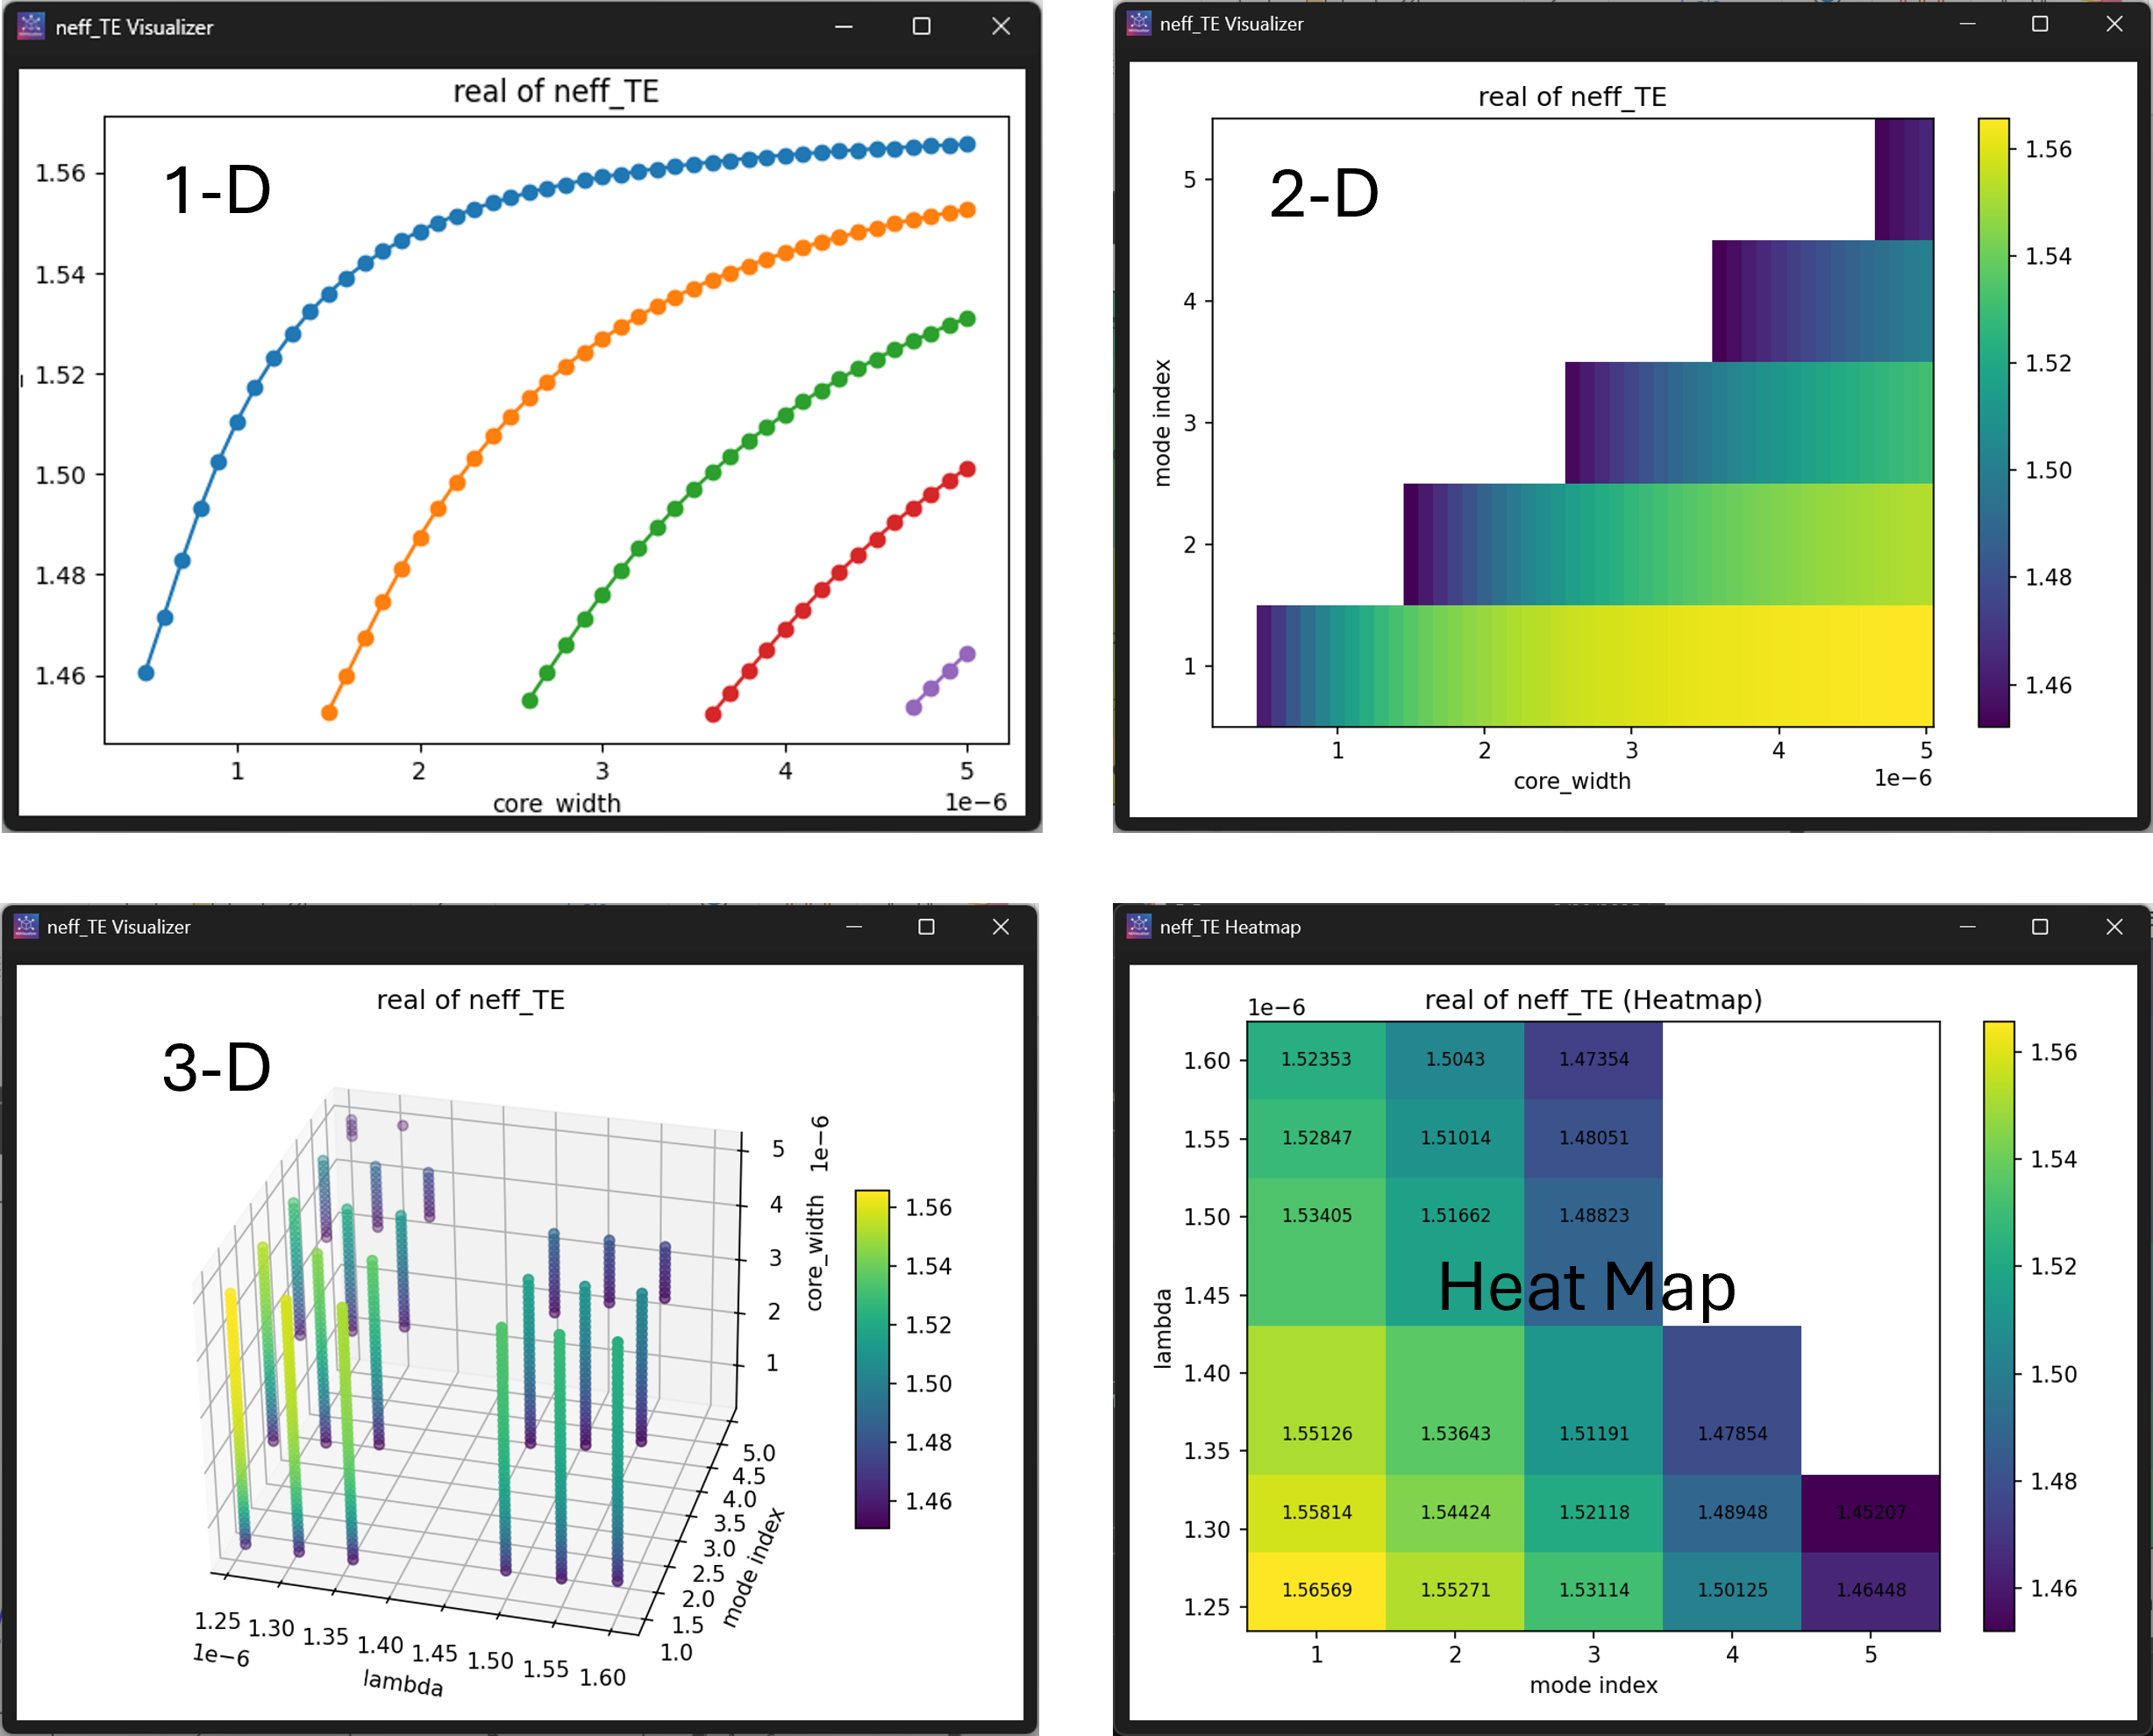 neff_TE Visualizer
real of neff_TE
1-D
1.56
1.54
1.52
1.50
1.48
1.46
1
2
3
4
5
core_width
1e−6
neff_TE Visualizer
real of neff_TE
2-D
5
4
3
2
1
mode index
1
2
3
4
5
core_width
1e−6
1.56
1.54
1.52
1.50
1.48
1.46
neff_TE Visualizer
real of neff_TE
3-D
1.25
1.30
1.35
1.40
1.45
1.50
1.55
1.60
1e−6
lambda
1.0
1.5
2.0
2.5
3.0
3.5
4.0
4.5
5.0
mode index
5
4
3
2
1
core_width
1e−6
1.56
1.54
1.52
1.50
1.48
1.46
neff_TE Heatmap
real of neff_TE (Heatmap)
1e−6
1.60
1.55
1.50
1.45
1.40
1.35
1.30
1.25
lambda
1.52353 1.5043 1.47354
1.52847 1.51014 1.48051
1.53405 1.51662 1.48823
Heat Map
1.55126 1.53643 1.51191 1.47854
1.55814 1.54424 1.52118 1.48948 1.45207
1.56569 1.55271 1.53114 1.50125 1.46448
1
2
3
4
5
mode index
1.56
1.54
1.52
1.50
1.48
1.46